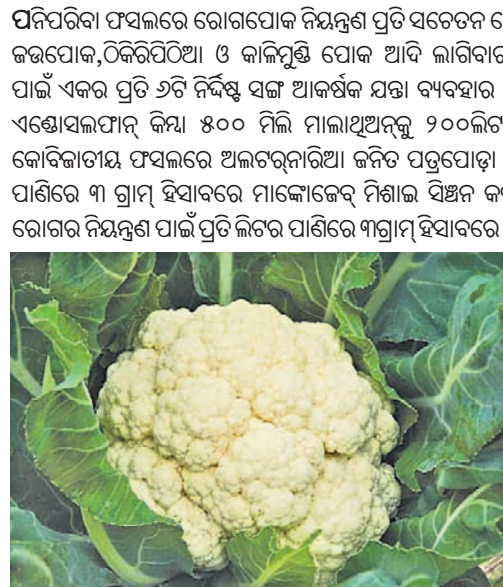 ପନିପରିବା ଫସଲରେ ରୋଗପୋକ ନିୟନ୍ତ୍ରଣ ପ୍ରତି ସଚେତନ
ଜଉପୋକ,ଠିକିରିପିଠିଆ ଓ କାଳିମୁଣ୍ଡି ପୋକ ଆଦି ଲାଗିବାର
ପାଇଁ ଏକର ପ୍ରତି ୬ଟି ନିର୍ଦ୍ଦିଷ୍ଟ ସଙ୍ଗ ଆକର୍ଷକ ଯନ୍ତା ବ୍ୟବହାର
ଏଣ୍ଡୋସଲଫାନ୍ କିମ୍ବା ୫୦୦ ମିଲି ମାଲାଥିଅନ୍‌କୁ ୨୦୦ଲିଟ
କୋବିଜାତୀୟ ଫସଲରେ ଅଲଟର୍‌ନାରିଆ ଜନିତ ପତ୍ରପୋଡ଼ା
ପାଣିରେ ୩ ଗ୍ରାମ୍ ହିସାବରେ ମାଙ୍କୋଜେବ୍ ମିଶାଇ ସିଞ୍ଚନ
ରୋଗର ନିୟନ୍ତ୍ରଣ ପାଇଁ ପ୍ରତି ଲିଟର ପାଣିରେ ୩ଗ୍ରାମ୍ ହିସାବରେ